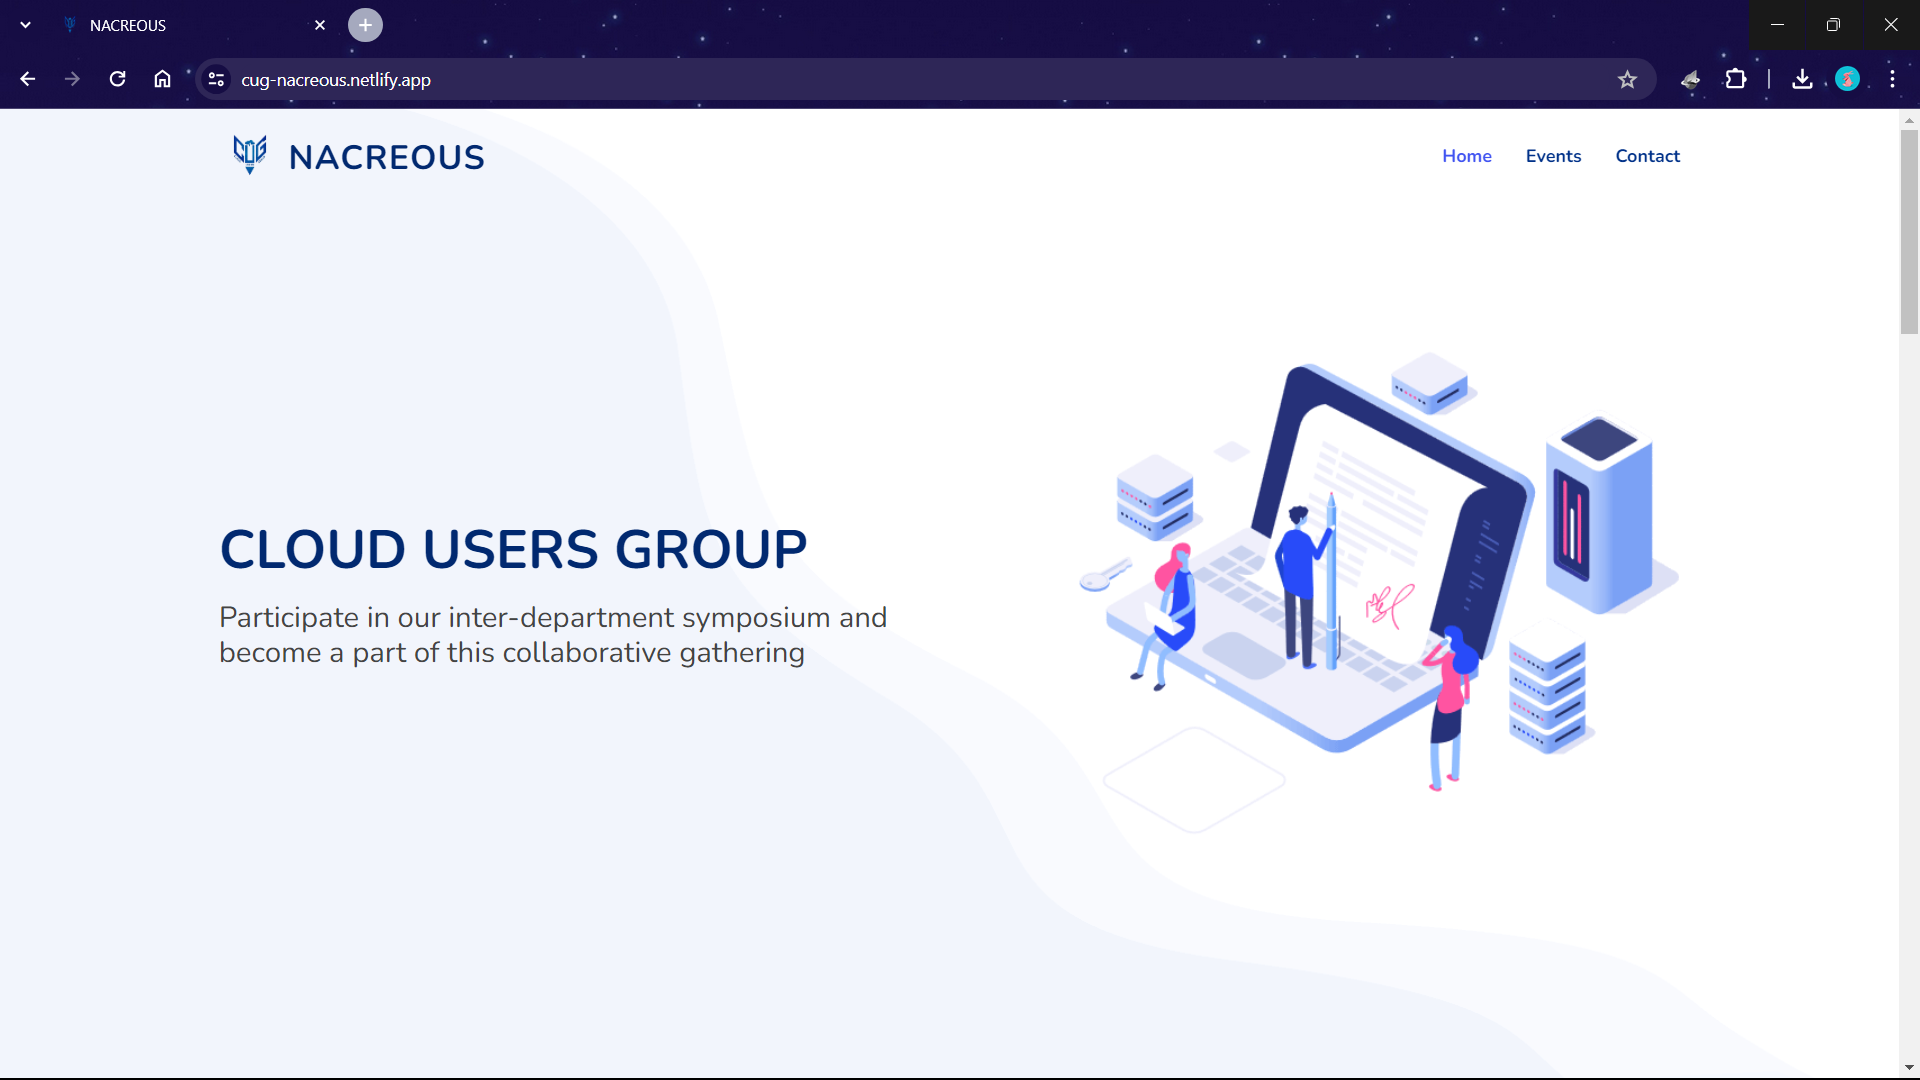 NACREOUS
cug-nacreous.netlify.app
CUG NACREOUS
Home Events Contact
CLOUD USERS GROUP
Participate in our inter-department symposium and
become a part of this collaborative gathering